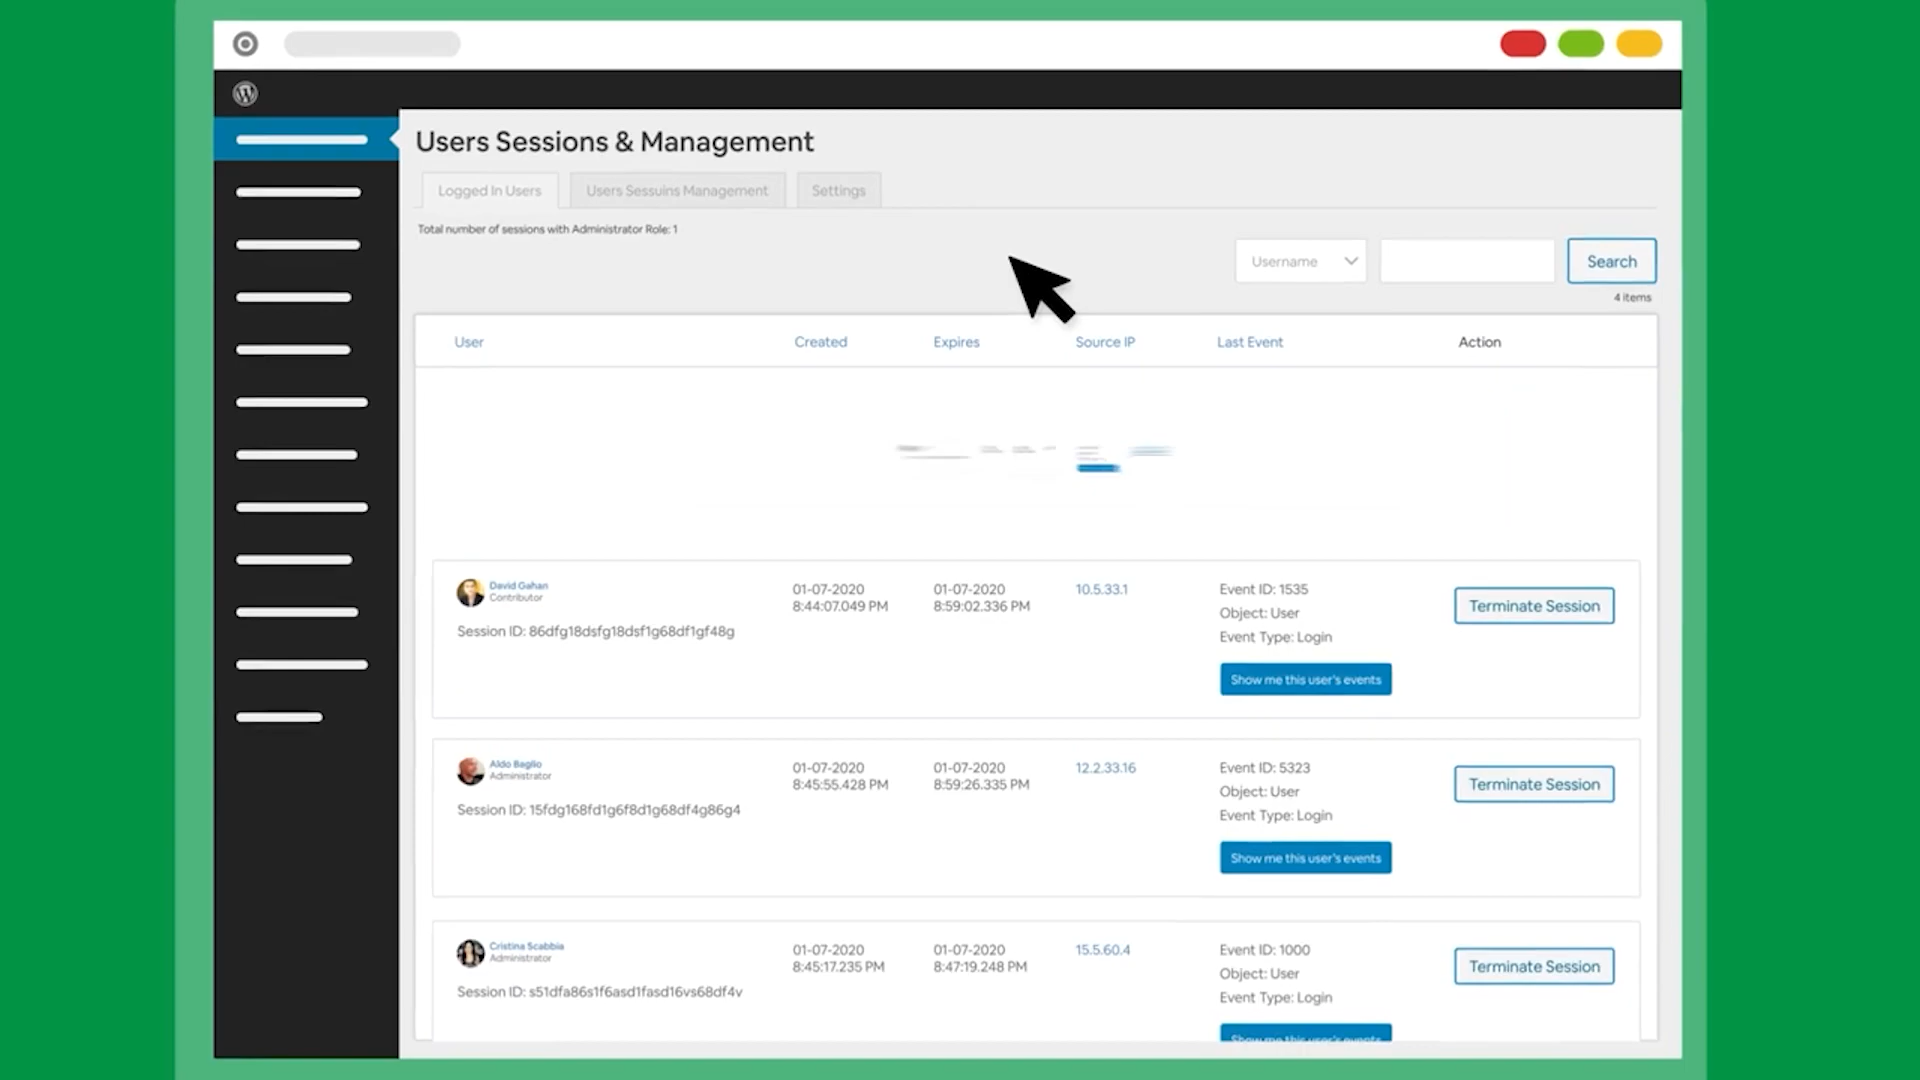 Users Sessions & Management
Logged In Users
Users Sessuins Management
Settings
Total number of sessions with Administrator Role: 1
Username
Search
4 items
User
Created
Expires
Source IP
Last Event
Action
David Gahan
Contributor
Session ID: 86dfg18dsfg18dsf1g68df1gf48g
01-07-2020
8:44:07.049 PM
01-07-2020
8:59:02.336 PM
10.5.33.1
Event ID: 1535
Object: User
Event Type: Login
Show me this user's events
Terminate Session
Aldo Baglio
Administrator
Session ID: 15fdg168fd1g6f8d1g68df4g86g4
01-07-2020
8:45:55.428 PM
01-07-2020
8:59:26.335 PM
12.2.33.16
Event ID: 5323
Object: User
Event Type: Login
Show me this user's events
Terminate Session
Cristina Scabbia
Administrator
Session ID: s51dfa86s1f6asd1fasd16vs68df4v
01-07-2020
8:45:17.235 PM
01-07-2020
8:47:19.248 PM
15.5.60.4
Event ID: 1000
Object: User
Event Type: Login
Show me this user's events
Terminate Session